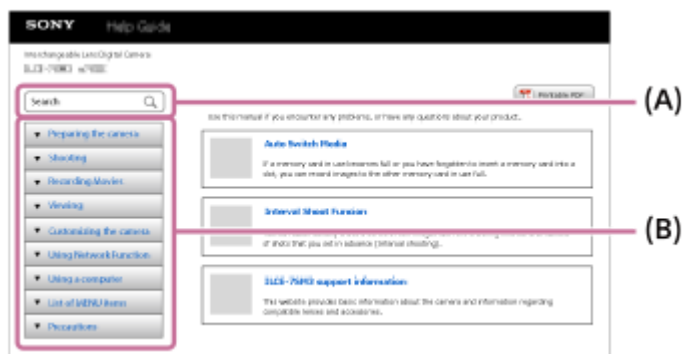 SONY Help Guide
Interchangeable Lens Digital Camera
Search
Printable PDF
(A)
Use this manual if you encounter any problems, or have any questions about your product.
Preparing the camera
Shooting
Recording Movies
Viewing
Customizing the camera
Using Network Function
Using a computer
List of MENU items
Precautions
(B)
Auto Switch Media
If a memory card in use becomes full or you have forgotten to insert a memory card into a
slot, you can record images to the other memory card in use full.
Interval Shoot Funcion
of shots that you set in advance (Interval shooting).
ILCE-7SM3 support information
This website provides basic information about the camera and information regarding
compatible lenses and accessories.